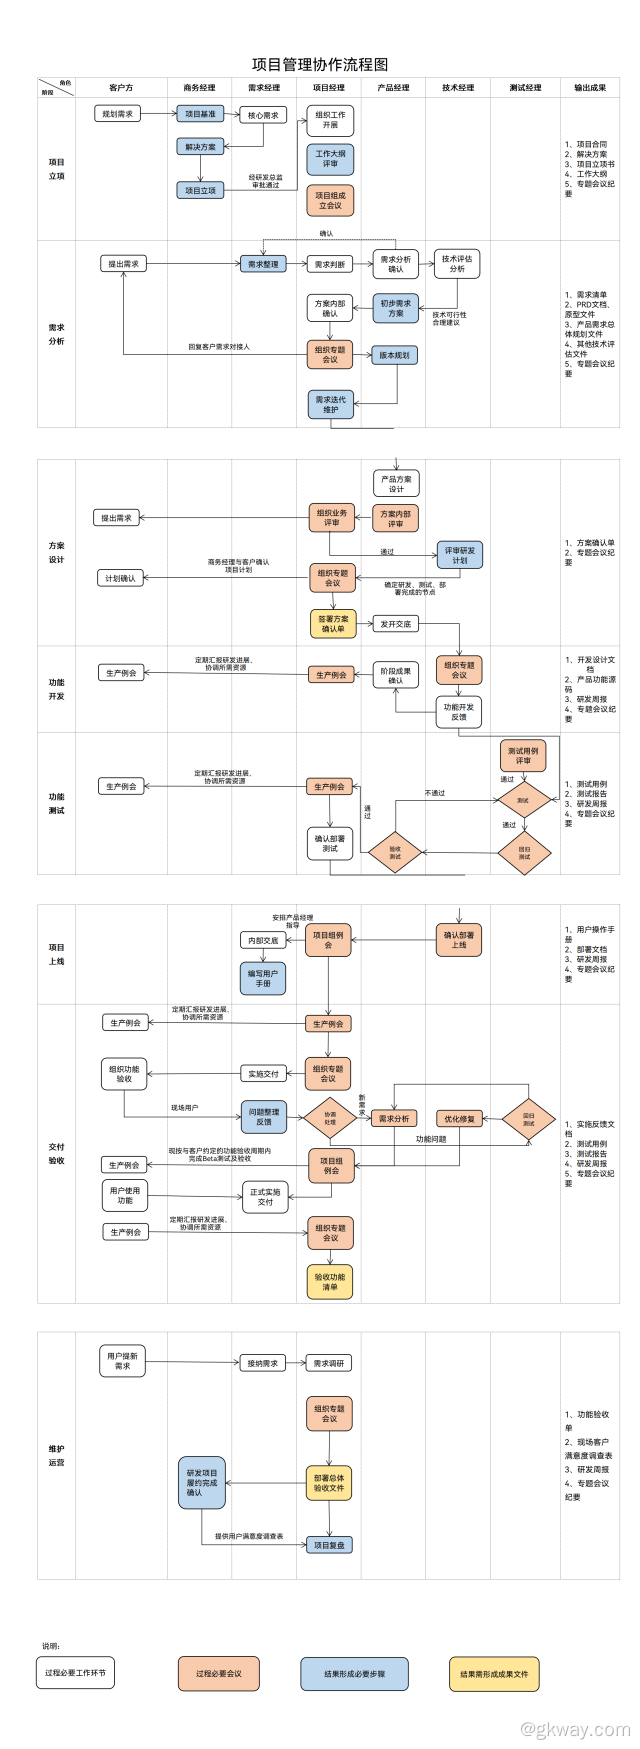 项目管理协作流程图
角色
阶段
客户方
商务经理
需求经理
项目经理
产品经理
技术经理
测试经理
输出成果
项目
立项
规划需求
项目基准
核心需求
组织工作
开展
解决方案
工作大纲
评审
项目立项
经研发总监
审批通过
项目组成
立会议
1、项目合同
2、解决方案
3、项目立项书
4、工作大纲
5、专题会议纪
要
需求
分析
确认
提出需求
需求整理
需求判断
需求分析
确认
技术评估
分析
方案内部
确认
初步需求
方案
技术可行性
合理建议
回复客户需求对接人
组织专题
会议
版本规划
需求迭代
维护
1、需求清单
2、PRD文档、
原型文件
3、产品需求总
体规划文件
4、其他技术评
估文件
5、专题会议纪
要
方案
设计
产品方案
设计
提出需求
组织业务
评审
方案内部
评审
通过
评审研发
计划
商务经理与客户确认
项目计划
计划确认
组织专题
会议
确定研发、测试、部
署完成的节点
签署方案
确认单
发开交底
1、方案确认单
2、专题会议纪
要
功能
开发
定期汇报研发进展、
协调所需资源
生产例会
生产例会
阶段成果
确认
组织专题
会议
功能开发
反馈
1、开发设计文
档
2、产品功能源
码
3、研发周报
4、专题会议纪
要
功能
测试
测试用例
评审
定期汇报研发进展、
协调所需资源
生产例会
生产例会
通过
不通过
通过
测试
通过
确认部署
测试
验收
测试
回归
测试
1、测试用例
2、测试报告
3、研发周报
4、专题会议纪
要
项目
上线
安排产品经理
指导
内部交底
项目组例
会
确认部署
上线
编写用户
手册
1、用户操作手
册
2、部署文档
3、研发周报
4、专题会议纪
要
交付
验收
定期汇报研发进展、
协调所需资源
生产例会
生产例会
组织功能
验收
实施交付
组织专题
会议
现场用户
问题整理
反馈
协调
处理
新
需
求
需求分析
优化修复
回归
测试
功能问题
现按与客户约定的功能验收周期内
完成Beta测试及验收
生产例会
项目组
例会
用户使用
功能
正式实施
交付
定期汇报研发进展、
协调所需资源
生产例会
组织专题
会议
验收功能
清单
1、实施反馈文
档
2、测试用例
3、测试报告
4、研发周报
5、专题会议纪
要
维护
运营
用户提新
需求
接纳需求
需求调研
组织专题
会议
研发项目
履约完成
确认
部署总体
验收文件
提供用户满意度调查表
项目复盘
1、功能验收
单
2、现场客户
满意度调查表
3、研发周报
4、专题会议
纪要
说明：
过程必要工作环节
过程必要会议
结果形成必要步骤
结果需形成成果文件
@gkway.com